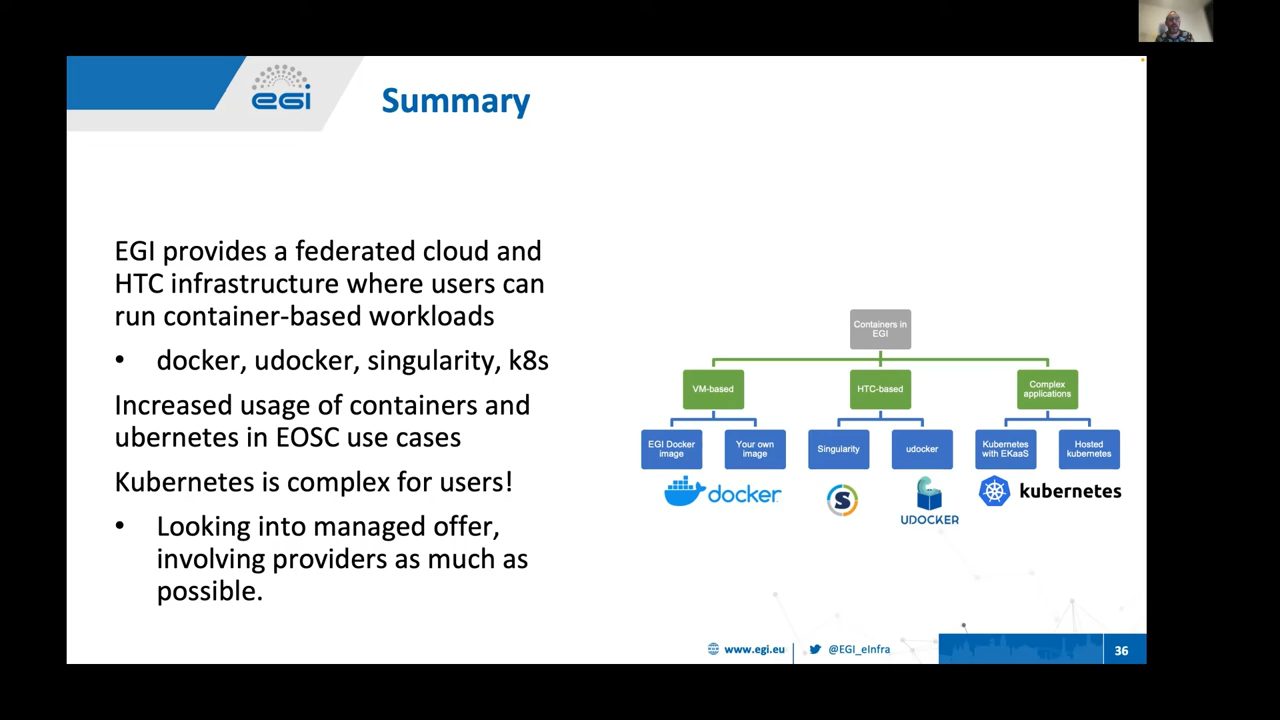 egi
Summary
EGI provides a federated cloud and
HTC infrastructure where users can
run container-based workloads
• docker, udocker, singularity, k8s
Increased usage of containers and
ubernetes in EOSC use cases
Kubernetes is complex for users!
• Looking into managed offer,
involving providers as much as
possible.
Containers in
EGI
VM-based
HTC-based
Complex
applications
EGI Docker
image
Your own
image
Singularity
udocker
Kubernetes
with EKaaS
Hosted
kubernetes
docker
S
UDOCKER
kubernetes
www.egi.eu
@EGI_eInfra
36